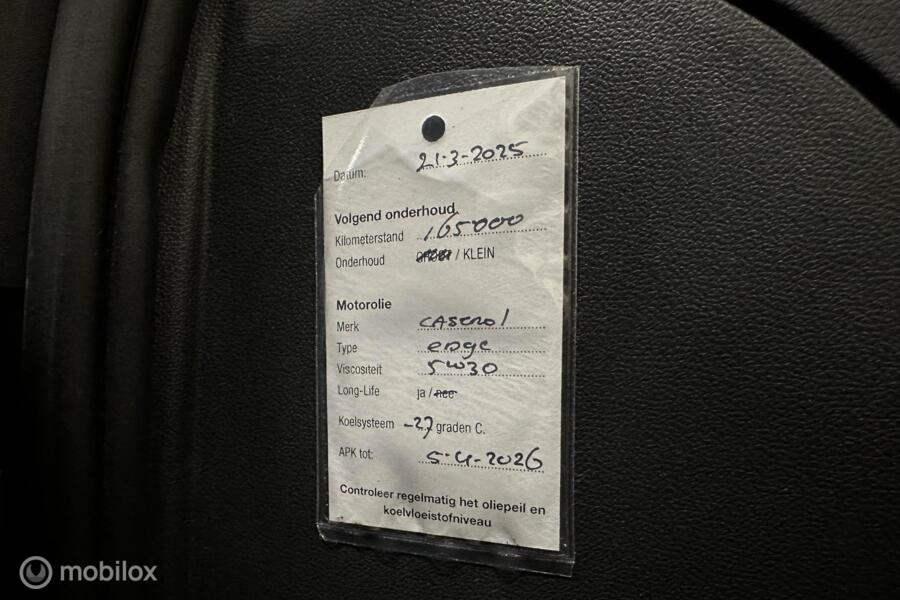 Datum: 21-3-2025
Volgend onderhoud
Kilometerstand 165000
Onderhoud / KLEIN
Motorolie
Merk CASTROl
Type EDGE
Viscositeit 5W30
Long-Life ja / nee
Koelsysteem -27 graden C.
APK tot: 5-4-2026
Controleer regelmatig het oliepeil en
koelvloeistofniveau
mobilox